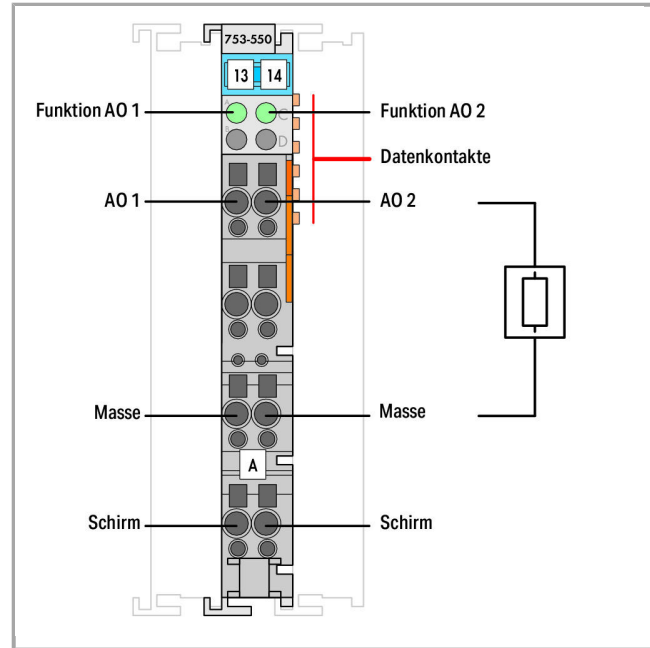 753-550
13 14
Funktion AO 1
A
C
Funktion AO 2
B
D
Datenkontakte
AO 1
AO 2
Masse
Masse
A
Schirm
Schirm